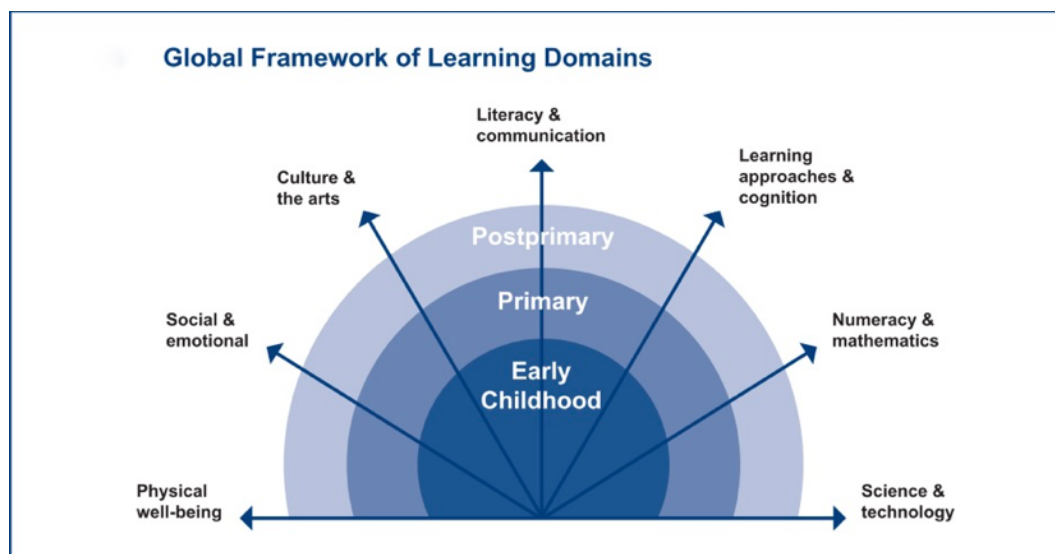 Global Framework of Learning Domains
Literacy &
communication
Culture &
the arts
Learning
approaches &
cognition
Postprimary
Primary
Social &
emotional
Numeracy &
mathematics
Early
Childhood
Physical
well-being
Science &
technology